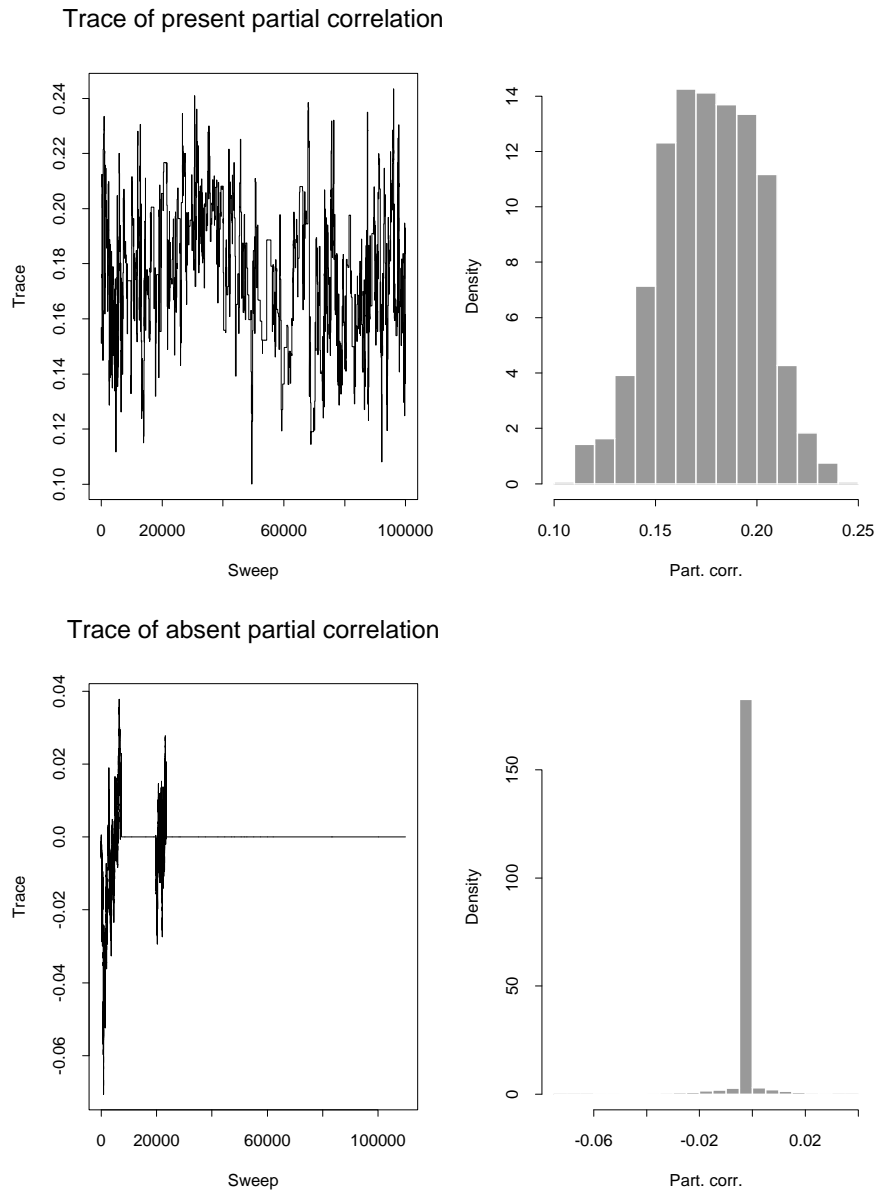 Trace of present partial correlation
Trace
0.10 0.12 0.14 0.16 0.18 0.20 0.22 0.24
0 20000 60000 100000
Sweep
Density
0 2 4 6 8 10 12 14
0.10 0.15 0.20 0.25
Part. corr.
Trace of absent partial correlation
Trace
-0.06 -0.04 -0.02 0.0 0.02 0.04
0 20000 60000 100000
Sweep
Density
0 50 100 150
-0.06 -0.02 0.02
Part. corr.